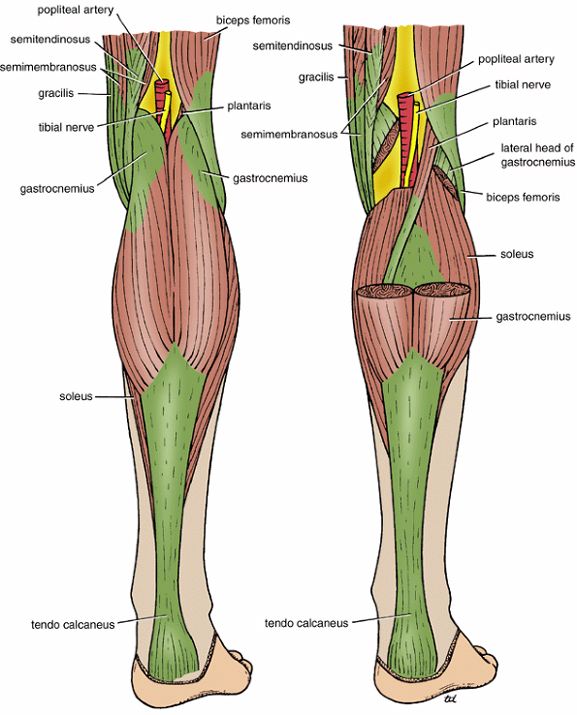 popliteal artery
biceps femoris
semitendinosus
semimembranosus
gracilis
plantaris
tibial nerve
gastrocnemius
gastrocnemius
soleus
tendo calcaneus
semitendinosus
popliteal artery
gracilis
tibial nerve
plantaris
semimembranosus
lateral head of
gastrocnemius
biceps femoris
soleus
gastrocnemius
tendo calcaneus